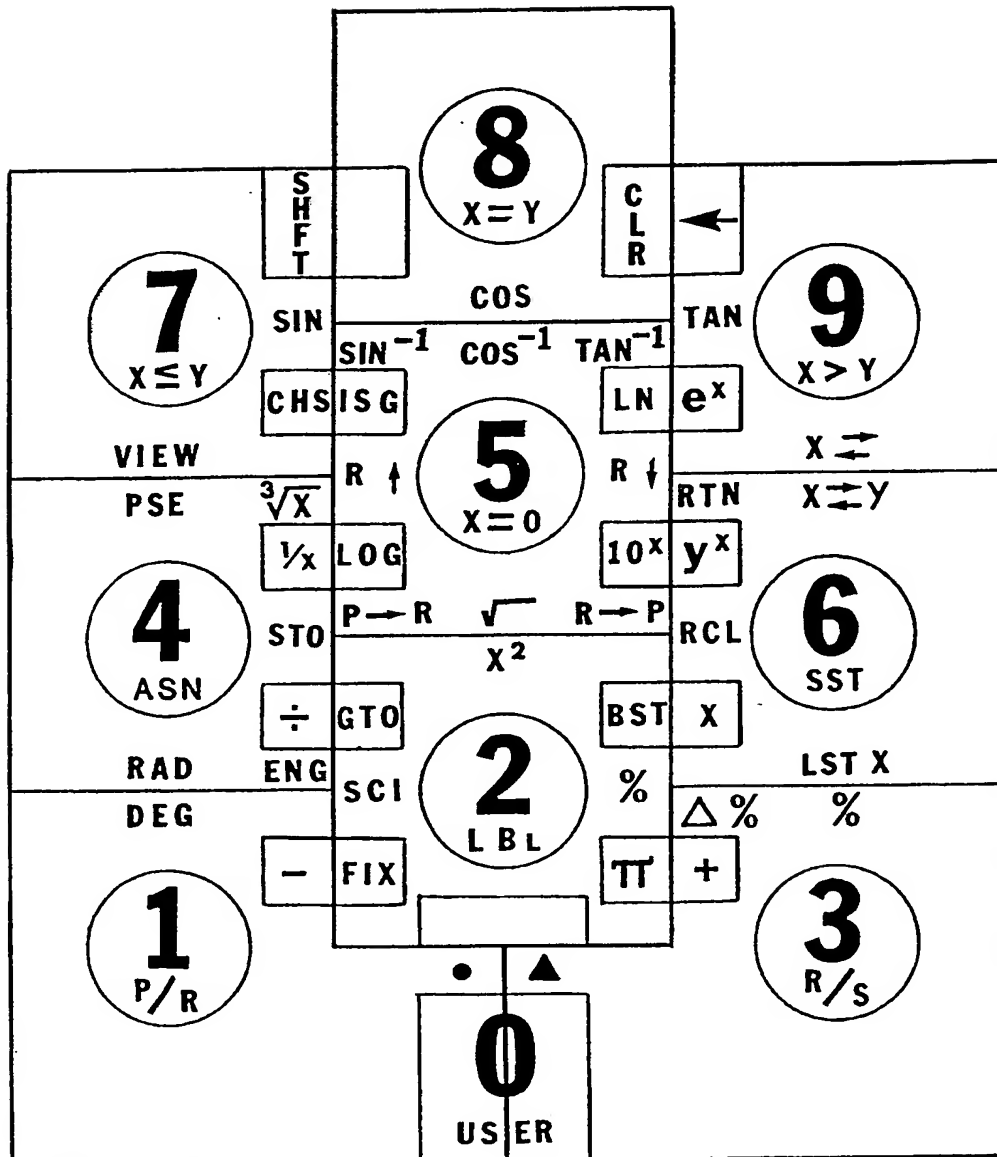 8
X = Y
SHFT
CLR ←
COS
7
X ≤ Y
SIN
TAN
9
X > Y
SIN⁻¹ COS⁻¹ TAN⁻¹
CHS ISG
LN eˣ
VIEW
R ↑
5
X = 0
R ↓
X ⇄
PSE
³√X
RTN
X ⇄ Y
1/x LOG
10ˣ yˣ
4
ASN
STO
P → R √ R → P
RCL
6
SST
X²
÷ GTO
BST X
RAD
ENG
SCI
2
LBL
%
LST X
DEG
△ % %
− FIX
π +
1
P/R
3
R/S
• ▲
0
USER